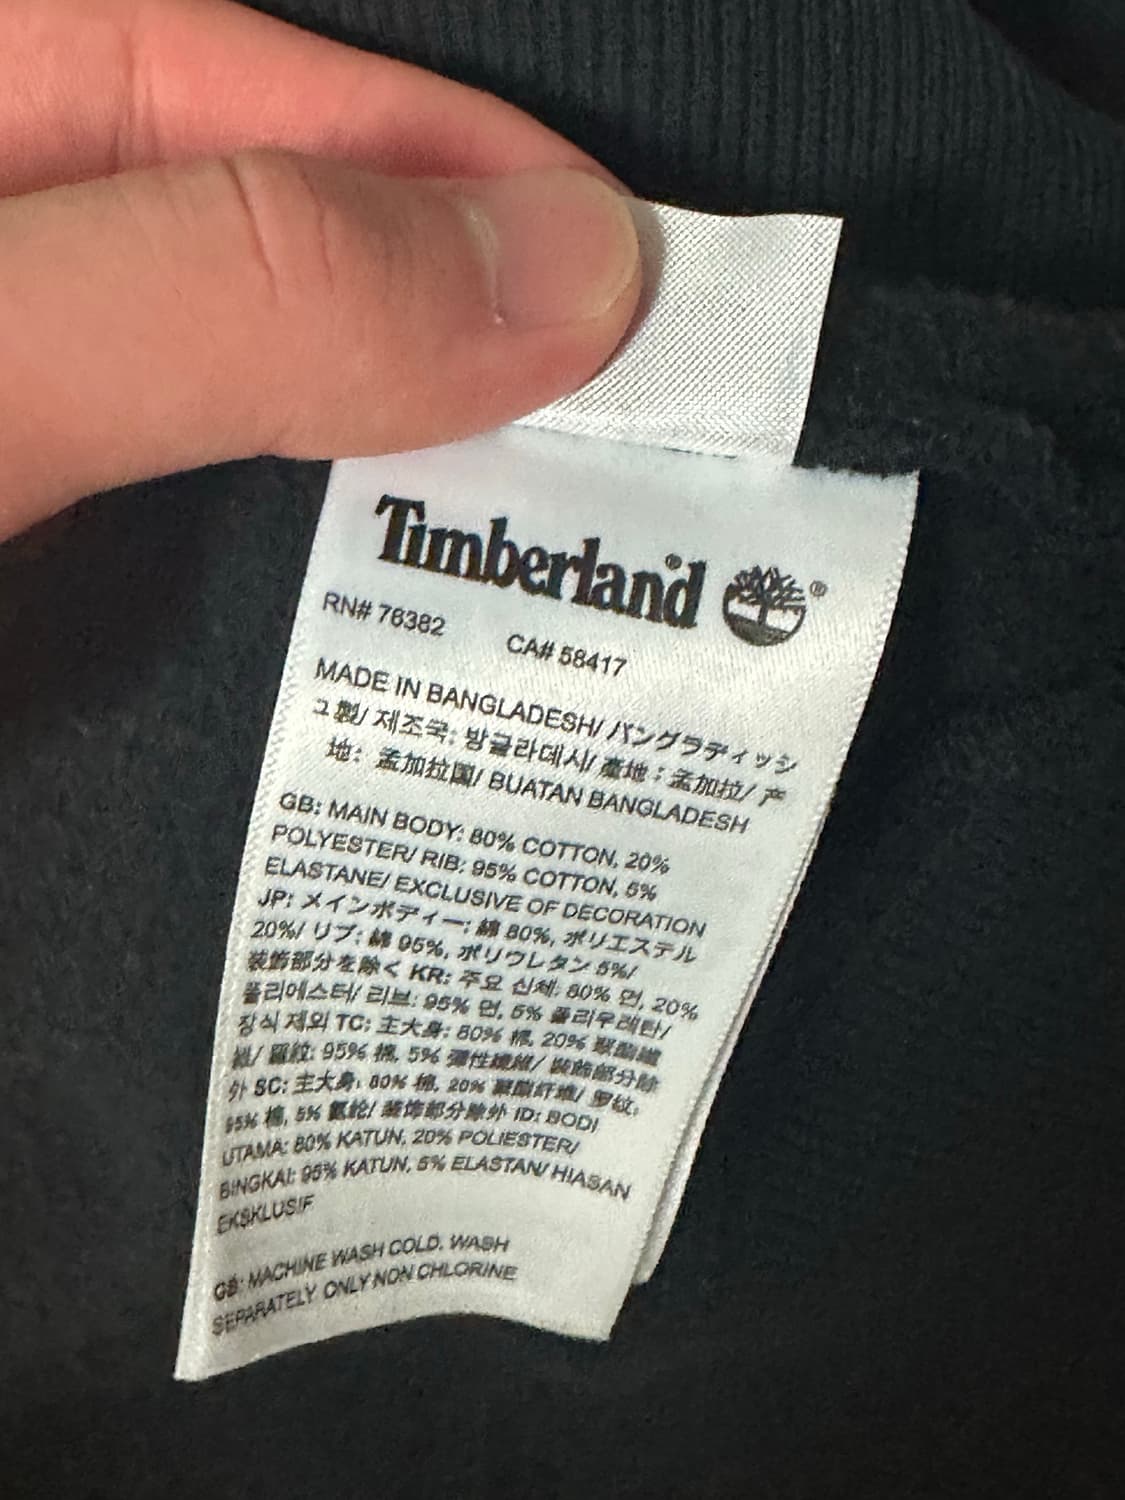 Timberland® ®
RN# 76382 CA# 58417
MADE IN BANGLADESH/ バングラディッシ
ュ製/ 제조국: 방글라데시/ 產地：孟加拉/ 产
地：孟加拉国/ BUATAN BANGLADESH
GB: MAIN BODY: 80% COTTON, 20%
POLYESTER/ RIB: 95% COTTON, 5%
ELASTANE/ EXCLUSIVE OF DECORATION
JP: メインボディー: 綿 80%, ポリエステル
20%/ リブ: 綿 95%, ポリウレタン 5%/
装飾部分を除く KR: 주요 신체: 80% 면, 20%
폴리에스터/ 리브: 95% 면, 5% 폴리우레탄/
장식 제외 TC: 主大身: 80% 棉, 20% 聚酯纖
維/ 羅紋: 95% 棉, 5% 彈性纖維/ 裝飾部分除
外 SC: 主大身: 80% 棉, 20% 聚酯纤维/ 罗纹:
95% 棉, 5% 氨纶/ 装饰部分除外 ID: BODI
UTAMA: 80% KATUN, 20% POLIESTER/
BINGKAI: 95% KATUN, 5% ELASTAN/ HIASAN
EKSKLUSIF
GB: MACHINE WASH COLD. WASH
SEPARATELY. ONLY NON CHLORINE